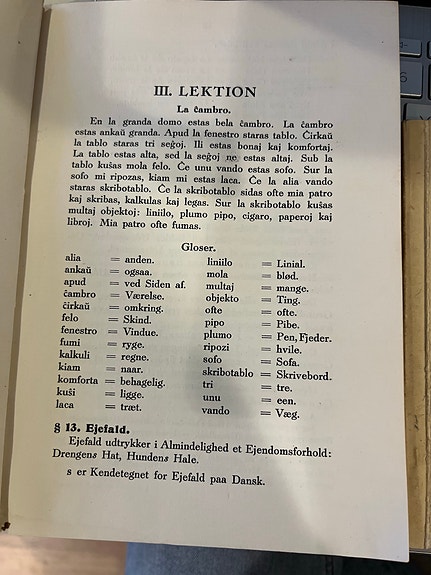 III. LEKTION
La ĉambro.
En la granda domo estas bela ĉambro. La ĉambro
estas ankaŭ granda. Apud la fenestro staras tablo. Ĉirkaŭ
la tablo staras tri seĝoj. Ili estas bonaj kaj komfortaj.
La tablo estas alta, sed la seĝoj ne estas altaj. Sub la
tablo kuŝas mola felo. Ĉe unu vando estas sofo. Sur la
sofo mi ripozas, kiam mi estas laca. Ĉe la alia vando
staras skribotablo. Ĉe la skribotablo sidas ofte mia patro
kaj skribas, kalkulas kaj legas. Sur la skribotablo kuŝas
multaj objektoj: liniilo, plumo pipo, cigaro, paperoj kaj
libroj. Mia patro ofte fumas.
Gloser.
alia = anden.
ankaŭ = ogsaa.
apud = ved Siden af.
ĉambro = Værelse.
ĉirkaŭ = omkring.
felo = Skind.
fenestro = Vindue.
fumi = ryge.
kalkuli = regne.
kiam = naar.
komforta = behagelig.
kuŝi = ligge.
laca = træt.
liniilo = Linial.
mola = blød.
multaj = mange.
objekto = Ting.
ofte = ofte.
pipo = Pibe.
plumo = Pen, Fjeder.
ripozi = hvile.
sofo = Sofa.
skribotablo = Skrivebord.
tri = tre.
unu = een.
vando = Væg.
§ 13. Ejefald.
Ejefald udtrykker i Almindelighed et Ejendomsforhold:
Drengens Hat, Hundens Hale.
s er Kendetegnet for Ejefald paa Dansk.